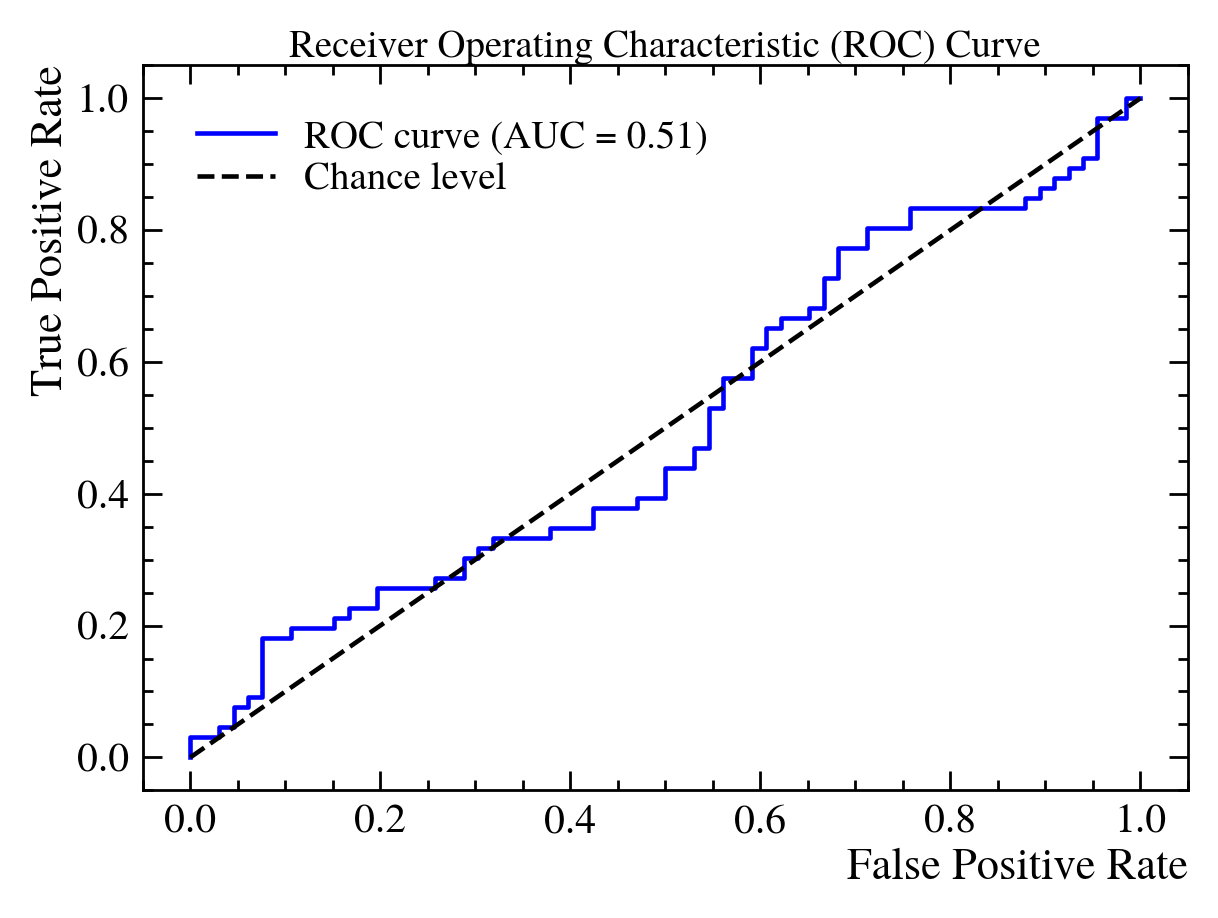 Receiver Operating Characteristic (ROC) Curve
True Positive Rate
1.0
0.8
0.6
0.4
0.2
0.0
ROC curve (AUC = 0.51)
Chance level
0.0 0.2 0.4 0.6 0.8 1.0
False Positive Rate